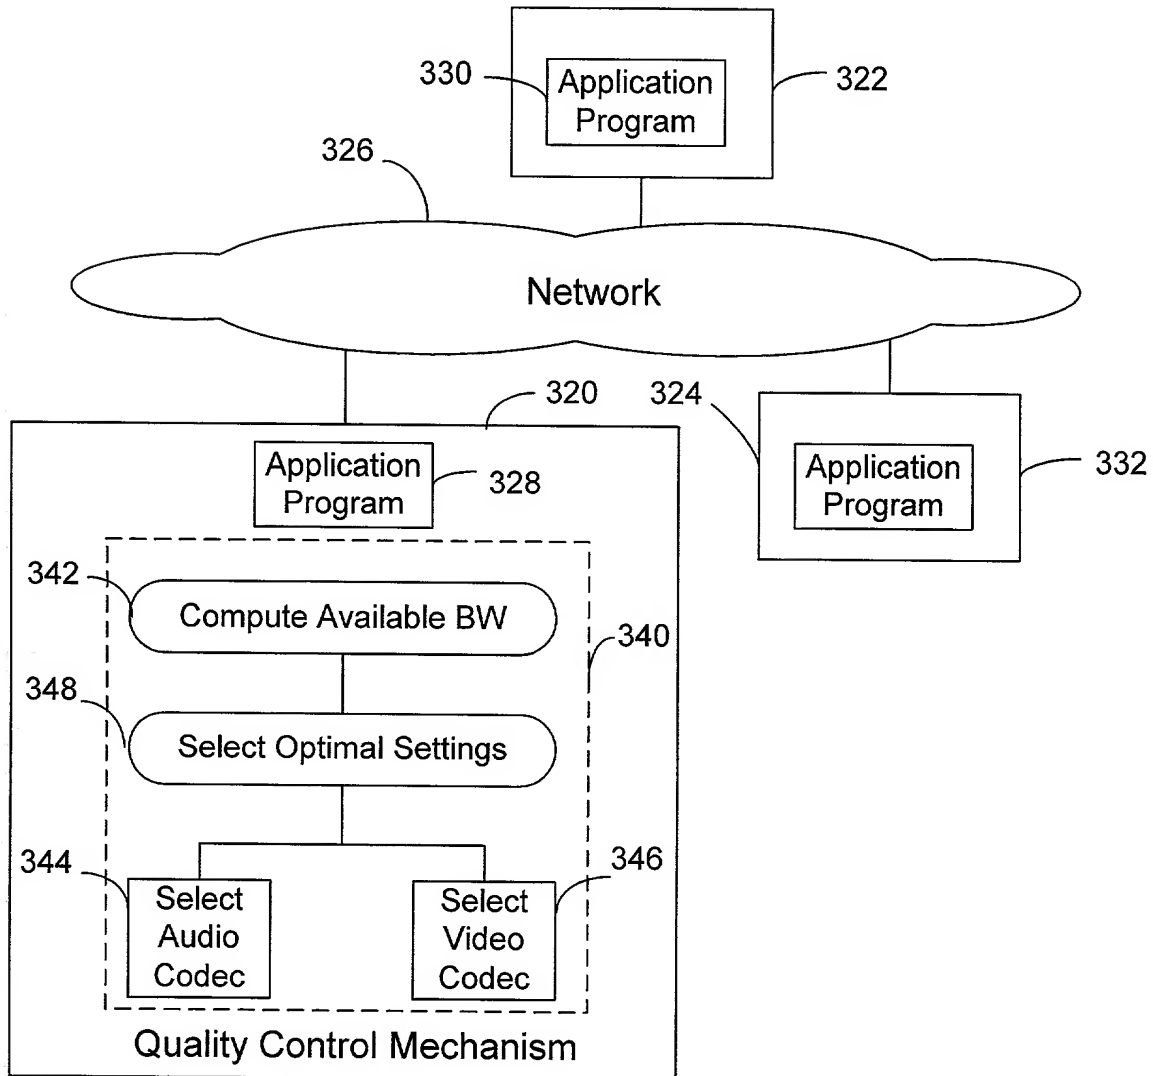 330
Application
Program
322
326
Network
320
324
Application
Program
328
Application
Program
332
342
Compute Available BW
340
348
Select Optimal Settings
344
Select
Audio
Codec
Select
Video
Codec
346
Quality Control Mechanism